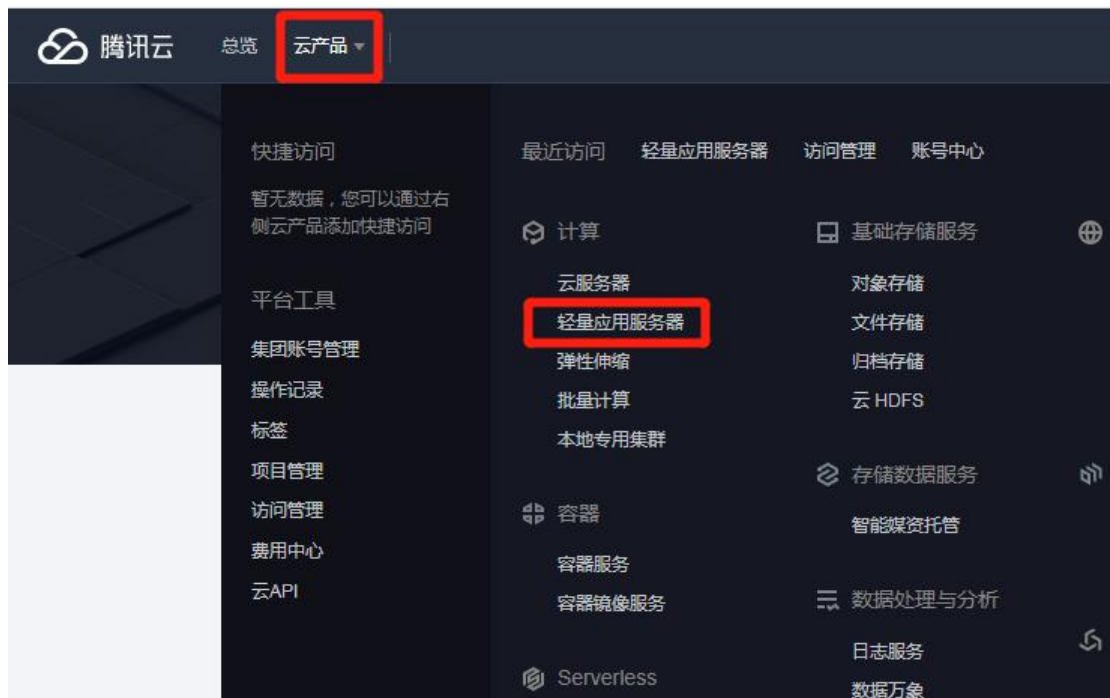 腾讯云 总览 云产品
快捷访问
暂无数据，您可以通过右
侧云产品添加快捷访问
平台工具
集团账号管理
操作记录
标签
项目管理
访问管理
费用中心
云API
最近访问 轻量应用服务器 访问管理 账号中心
计算
云服务器
轻量应用服务器
弹性伸缩
批量计算
本地专用集群
容器
容器服务
容器镜像服务
Serverless
基础存储服务
对象存储
文件存储
归档存储
云 HDFS
存储数据服务
智能媒资托管
数据处理与分析
日志服务
数据万象